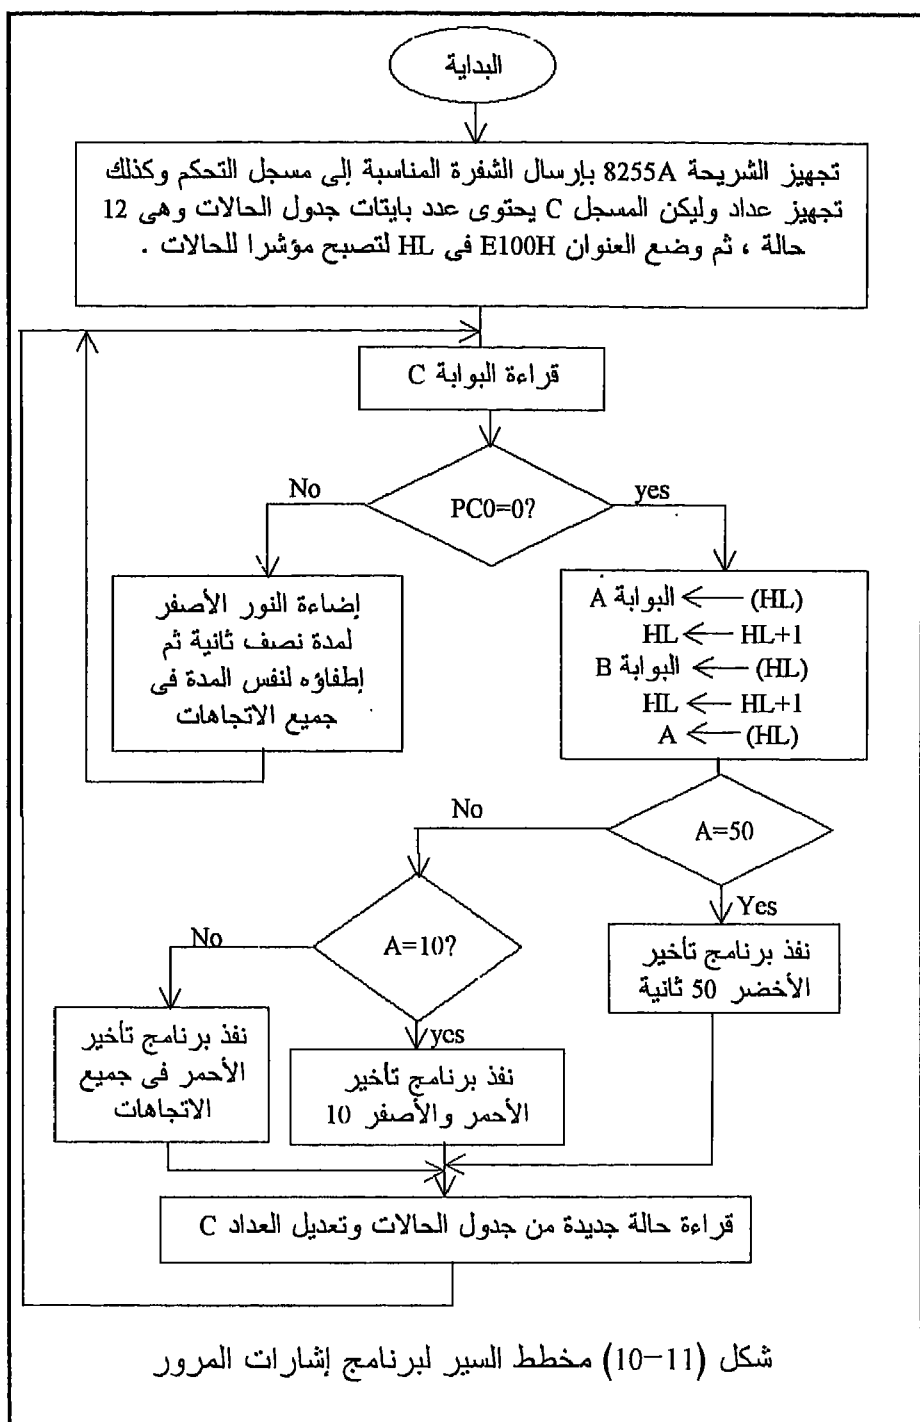 البداية
تجهيز الشريحة 8255A بإرسال الشفرة المناسبة إلى مسجل التحكم وكذلك
تجهيز عداد وليكن المسجل C يحتوى عدد بايتات جدول الحالات وهى 12
حالة ، ثم وضع العنوان E100H فى HL لتصبح مؤشرا للحالات .
قراءة البوابة C
PC0=0?
No
yes
إضاءة النور الأصفر
لمدة نصف ثانية ثم
إطفاؤه لنفس المدة فى
جميع الاتجاهات
البوابة A ← (HL)
HL ← HL+1
البوابة B ← (HL)
HL ← HL+1
A ← (HL)
A=50
No
Yes
نفذ برنامج تأخير
الأخضر 50 ثانية
A=10?
No
yes
نفذ برنامج تأخير
الأحمر فى جميع
الاتجاهات
نفذ برنامج تأخير
الأحمر والأصفر 10
قراءة حالة جديدة من جدول الحالات وتعديل العداد C
شكل (11-10) مخطط السير لبرنامج إشارات المرور